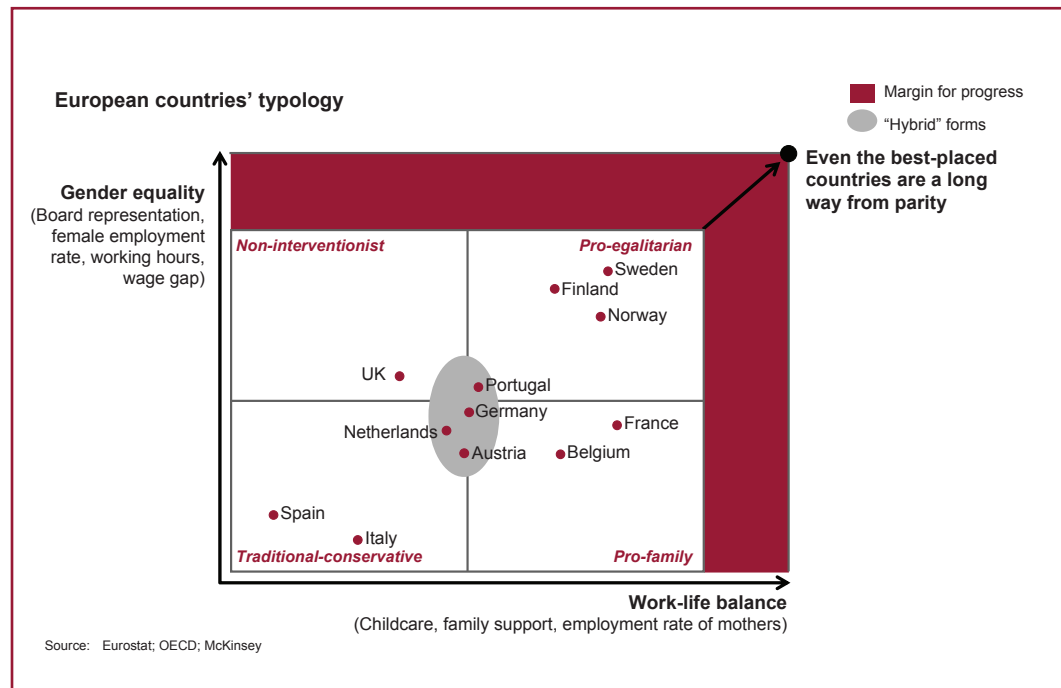 European countries' typology
Margin for progress
“Hybrid” forms
Even the best-placed
countries are a long
way from parity
Gender equality
(Board representation,
female employment
rate, working hours,
wage gap)
Non-interventionist
Pro-egalitarian
Sweden
Finland
Norway
UK
Portugal
Germany
Netherlands
France
Austria
Belgium
Spain
Italy
Traditional-conservative
Pro-family
Work-life balance
(Childcare, family support, employment rate of mothers)
Source: Eurostat; OECD; McKinsey